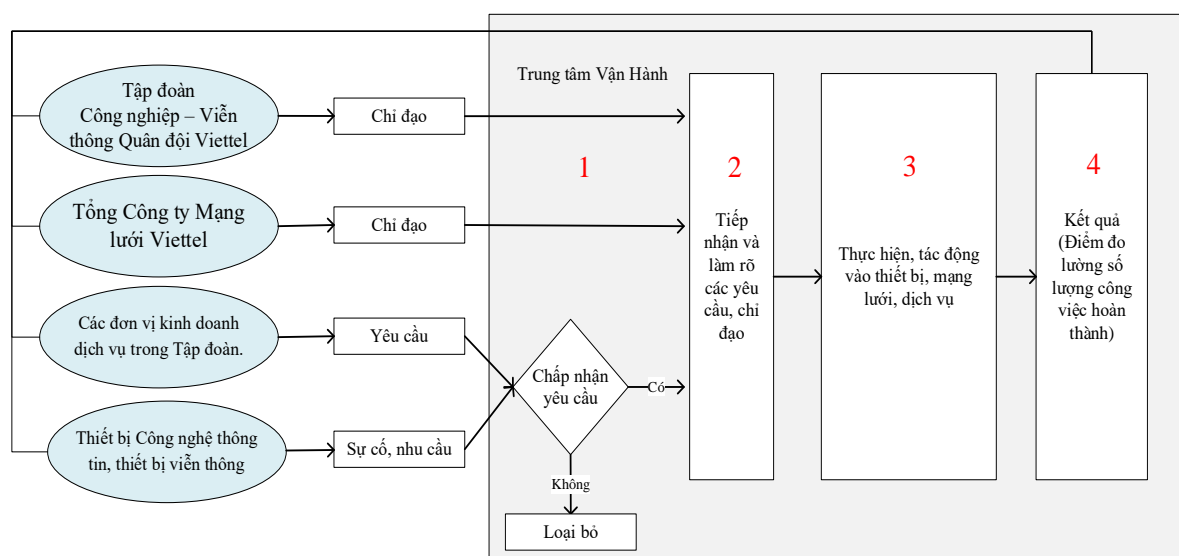 Trung tâm Vận Hành
Tập đoàn
Công nghiệp – Viễn
thông Quân đội Viettel
Chỉ đạo
1
2
3
4
Tổng Công ty Mạng
lưới Viettel
Chỉ đạo
Tiếp
nhận và
làm rõ
các yêu
cầu, chỉ
đạo
Thực hiện, tác động
vào thiết bị, mạng
lưới, dịch vụ
Kết quả
(Điểm đo
lường số
lượng công
việc hoàn
thành)
Các đơn vị kinh doanh
dịch vụ trong Tập đoàn.
Yêu cầu
Chấp nhận
yêu cầu
Có
Thiết bị Công nghệ thông
tin, thiết bị viễn thông
Sự cố, nhu cầu
Không
Loại bỏ